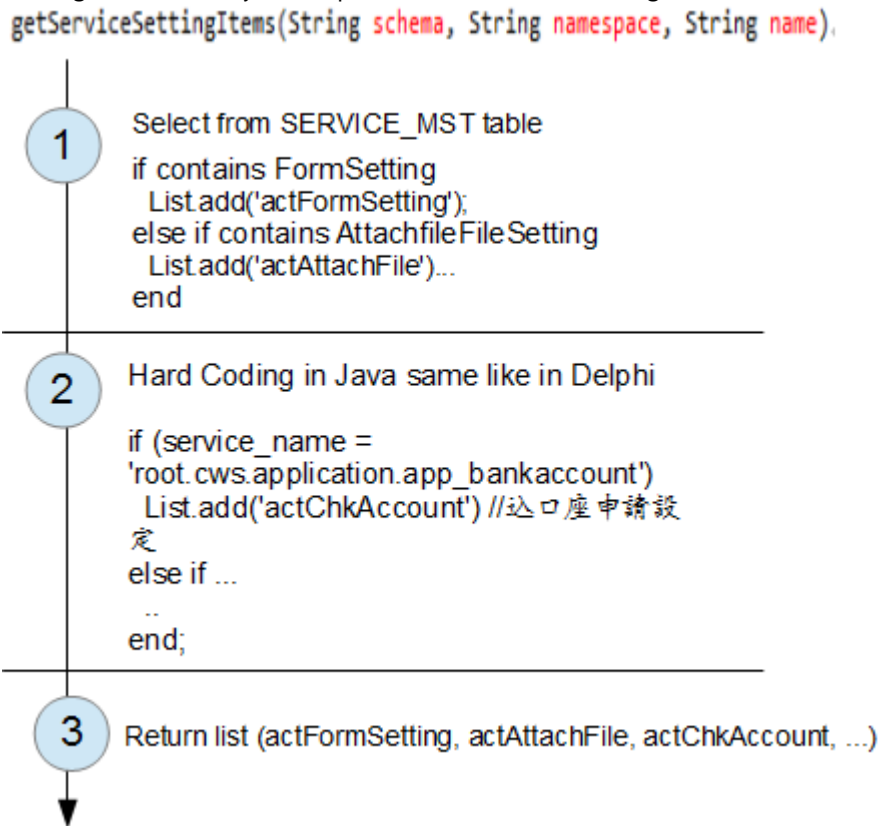 getServiceSettingItems(String schema, String namespace, String name).
1
Select from SERVICE_MST table
if contains FormSetting
List.add('actFormSetting');
else if contains AttachfileFileSetting
List.add('actAttachFile')...
end
2
Hard Coding in Java same like in Delphi
if (service_name =
'root.cws.application.app_bankaccount')
List.add('actChkAccount') //込口座申請設
定
else if ...
..
end;
3
Return list (actFormSetting, actAttachFile, actChkAccount, ...)